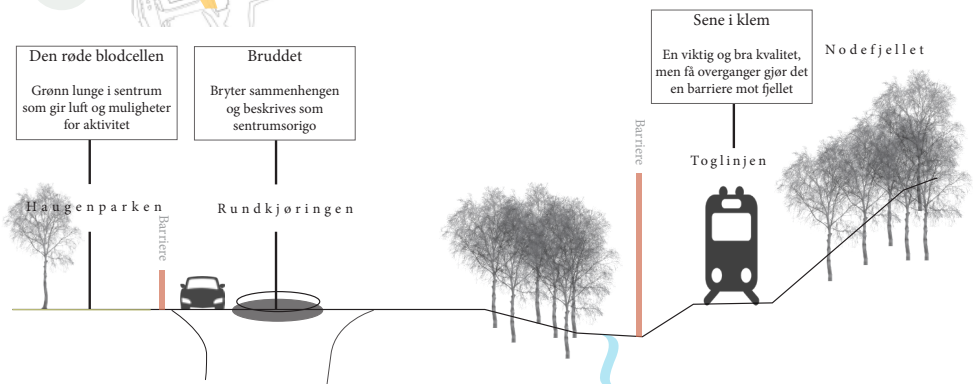 Den røde blodcellen
Grønn lunge i sentrum
som gir luft og muligheter
for aktivitet
Bruddet
Bryter sammenhengen
og beskrives som
sentrumsorigo
Sene i klem
En viktig og bra kvalitet,
men få overganger gjør det
en barriere mot fjellet
Nodefjellet
Haugenparken
Barriere
Rundkjøringen
Barriere
Toglinjen